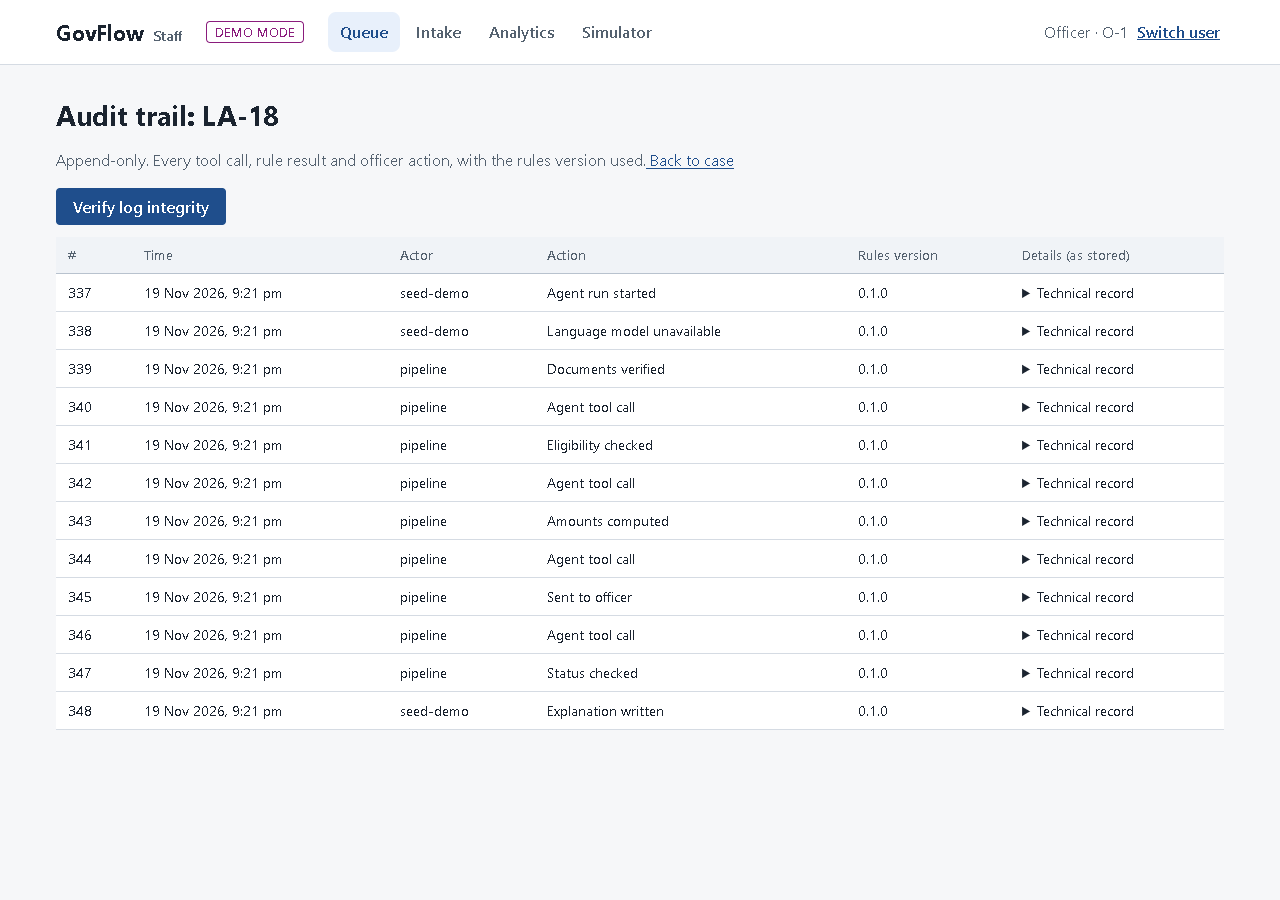 GovFlow Staff DEMO MODE Queue Intake Analytics Simulator Officer · O-1 Switch user
Audit trail: LA-18
Append-only. Every tool call, rule result and officer action, with the rules version used. Back to case
Verify log integrity
# Time Actor Action Rules version Details (as stored)
337 19 Nov 2026, 9:21 pm seed-demo Agent run started 0.1.0 ▶ Technical record
338 19 Nov 2026, 9:21 pm seed-demo Language model unavailable 0.1.0 ▶ Technical record
339 19 Nov 2026, 9:21 pm pipeline Documents verified 0.1.0 ▶ Technical record
340 19 Nov 2026, 9:21 pm pipeline Agent tool call 0.1.0 ▶ Technical record
341 19 Nov 2026, 9:21 pm pipeline Eligibility checked 0.1.0 ▶ Technical record
342 19 Nov 2026, 9:21 pm pipeline Agent tool call 0.1.0 ▶ Technical record
343 19 Nov 2026, 9:21 pm pipeline Amounts computed 0.1.0 ▶ Technical record
344 19 Nov 2026, 9:21 pm pipeline Agent tool call 0.1.0 ▶ Technical record
345 19 Nov 2026, 9:21 pm pipeline Sent to officer 0.1.0 ▶ Technical record
346 19 Nov 2026, 9:21 pm pipeline Agent tool call 0.1.0 ▶ Technical record
347 19 Nov 2026, 9:21 pm pipeline Status checked 0.1.0 ▶ Technical record
348 19 Nov 2026, 9:21 pm seed-demo Explanation written 0.1.0 ▶ Technical record